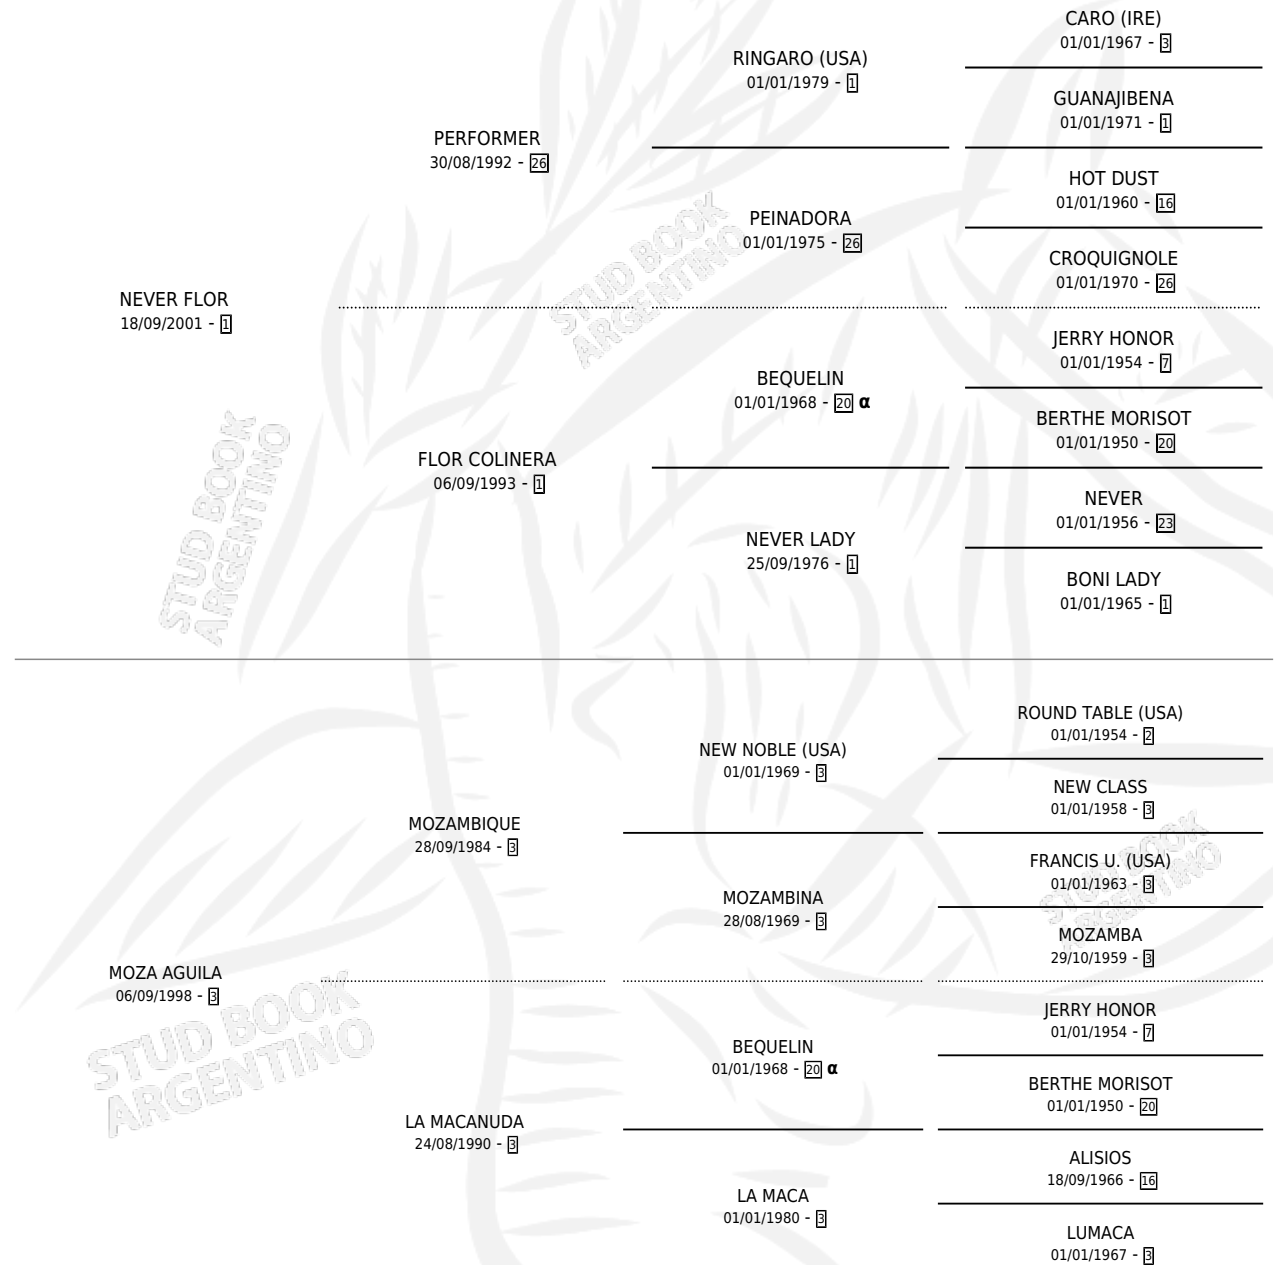 CARO (IRE)
01/01/1967 - 3
RINGARO (USA)
01/01/1979 - 1
GUANAJIBENA
01/01/1971 - 1
PERFORMER
30/08/1992 - 26
HOT DUST
01/01/1960 - 16
PEINADORA
01/01/1975 - 26
CROQUIGNOLE
01/01/1970 - 26
NEVER FLOR
18/09/2001 - 1
JERRY HONOR
01/01/1954 - 7
BEQUELIN
01/01/1968 - 20 α
BERTHE MORISOT
01/01/1950 - 20
FLOR COLINERA
06/09/1993 - 1
NEVER
01/01/1956 - 23
NEVER LADY
25/09/1976 - 1
BONI LADY
01/01/1965 - 1
ROUND TABLE (USA)
01/01/1954 - 2
NEW NOBLE (USA)
01/01/1969 - 3
NEW CLASS
01/01/1958 - 3
MOZAMBIQUE
28/09/1984 - 3
FRANCIS U. (USA)
01/01/1963 - 3
MOZAMBINA
28/08/1969 - 3
MOZAMBA
29/10/1959 - 3
MOZA AGUILA
06/09/1998 - 3
JERRY HONOR
01/01/1954 - 7
BEQUELIN
01/01/1968 - 20 α
BERTHE MORISOT
01/01/1950 - 20
LA MACANUDA
24/08/1990 - 3
ALISIOS
18/09/1966 - 16
LA MACA
01/01/1980 - 3
LUMACA
01/01/1967 - 3
STUD BOOK
ARGENTINO
STUD BOOK
ARGENTINO
STUD BOOK
ARGENTINO
STUD BOOK
ARGENTINO